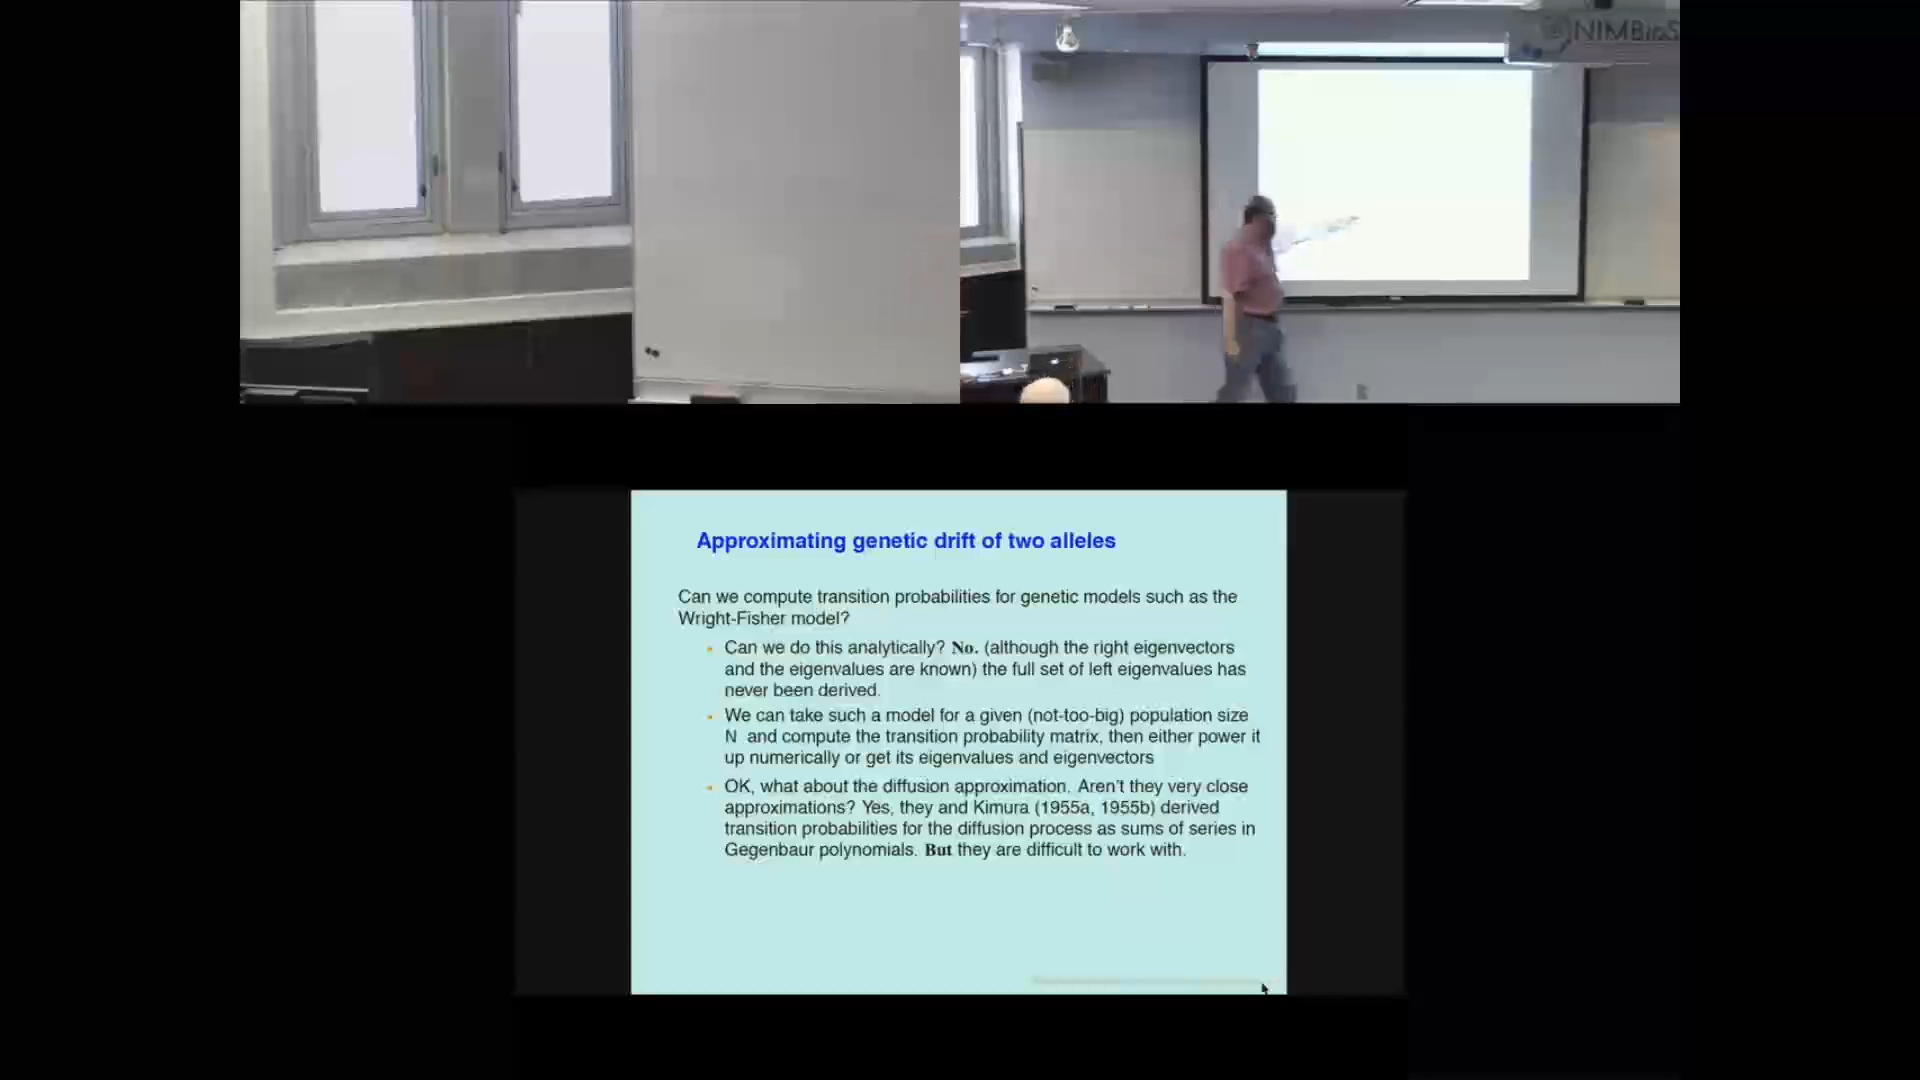 NIMBioS
Approximating genetic drift of two alleles
Can we compute transition probabilities for genetic models such as the
Wright-Fisher model?
Can we do this analytically? No. (although the right eigenvectors
and the eigenvalues are known) the full set of left eigenvalues has
never been derived.
We can take such a model for a given (not-too-big) population size
N and compute the transition probability matrix, then either power it
up numerically or get its eigenvalues and eigenvectors
OK, what about the diffusion approximation. Aren't they very close
approximations? Yes, they and Kimura (1955a, 1955b) derived
transition probabilities for the diffusion process as sums of series in
Gegenbaur polynomials. But they are difficult to work with.